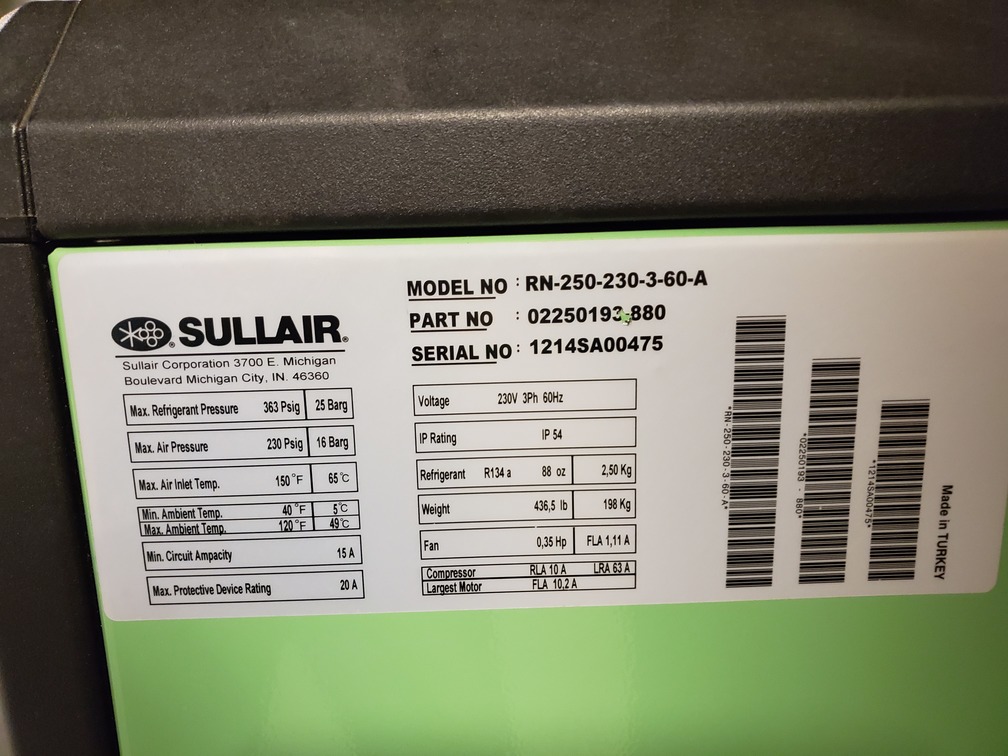 SULLAIR®
Sullair Corporation 3700 E. Michigan
Boulevard Michigan City, IN. 46360
Max. Refrigerant Pressure 363 Psig 25 Barg
Max. Air Pressure 230 Psig 16 Barg
Max. Air Inlet Temp. 150°F 65°C
Min. Ambient Temp. 40°F 5°C
Max. Ambient Temp. 120°F 49°C
Min. Circuit Ampacity 15 A
Max. Protective Device Rating 20 A
MODEL NO : RN-250-230-3-60-A
PART NO : 02250193-880
SERIAL NO : 1214SA00475
Voltage 230V 3Ph 60Hz
IP Rating IP 54
Refrigerant R134 a 88 oz 2,50 Kg
Weight 436,5 lb 198 Kg
Fan 0,35 Hp FLA 1,11 A
Compressor RLA 10 A LRA 63 A
Largest Motor FLA 10,2 A
*RN-250-230-3-60-A*
*02250193 - 880*
*1214SA00475*
Made in TURKEY